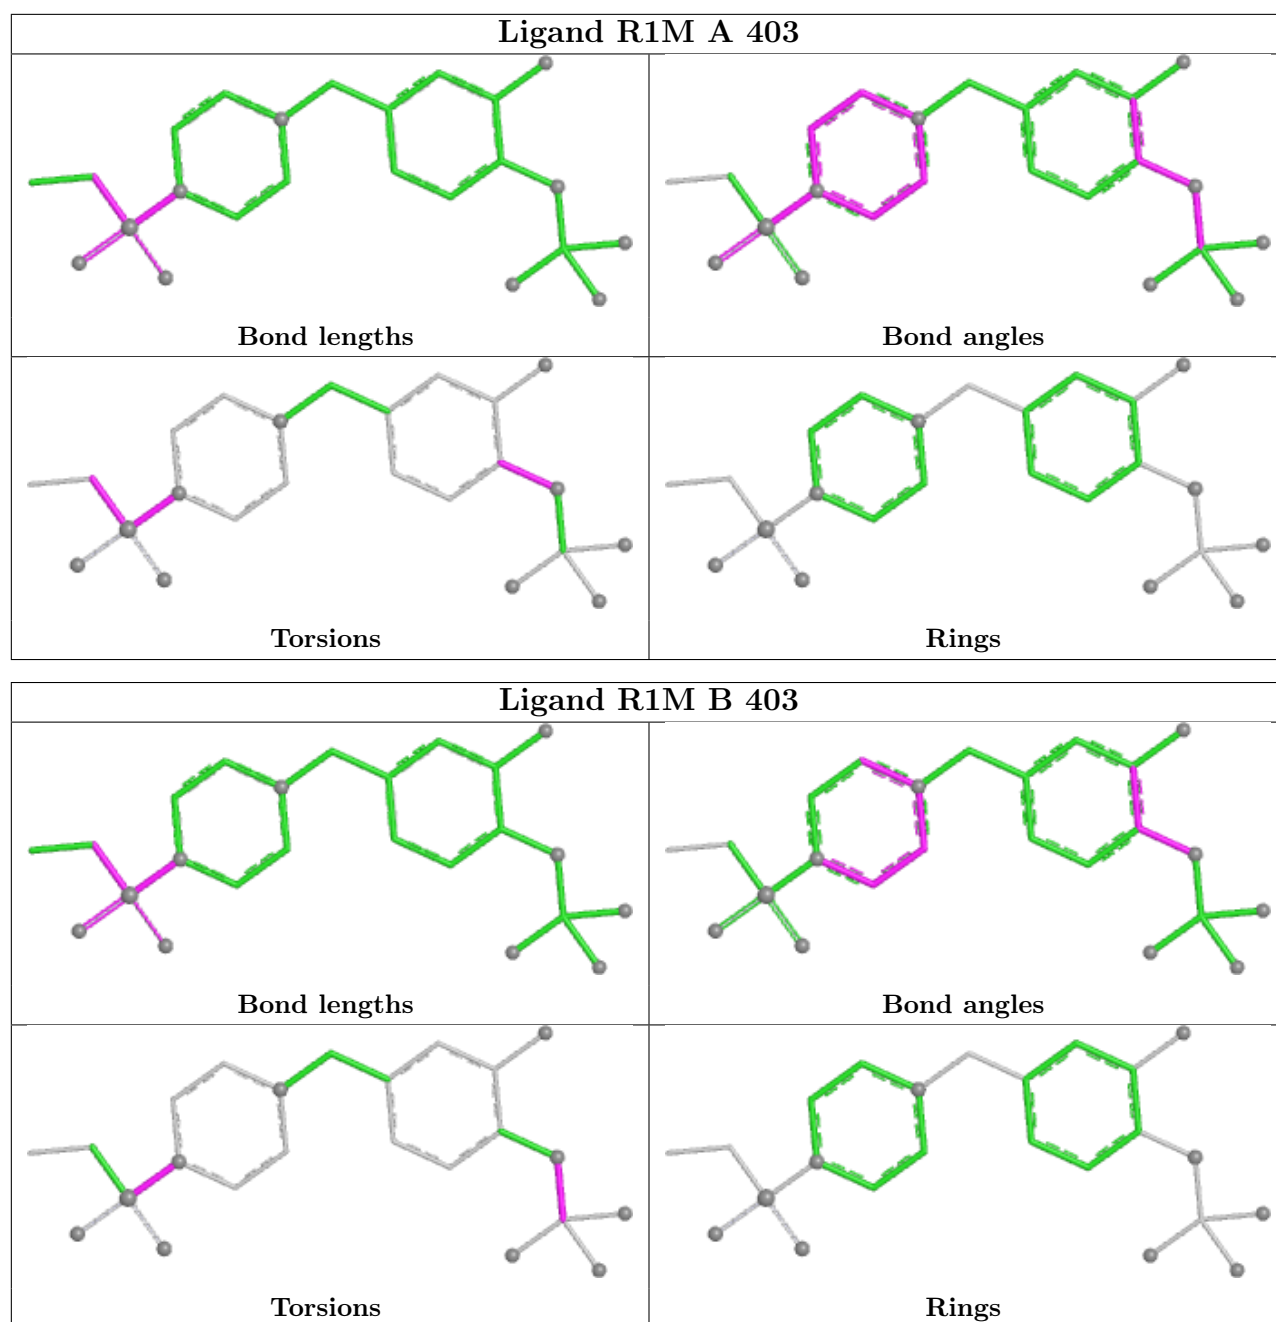 Ligand R1M A 403
Bond lengths
Bond angles
Torsions
Rings
Ligand R1M B 403
Bond lengths
Bond angles
Torsions
Rings